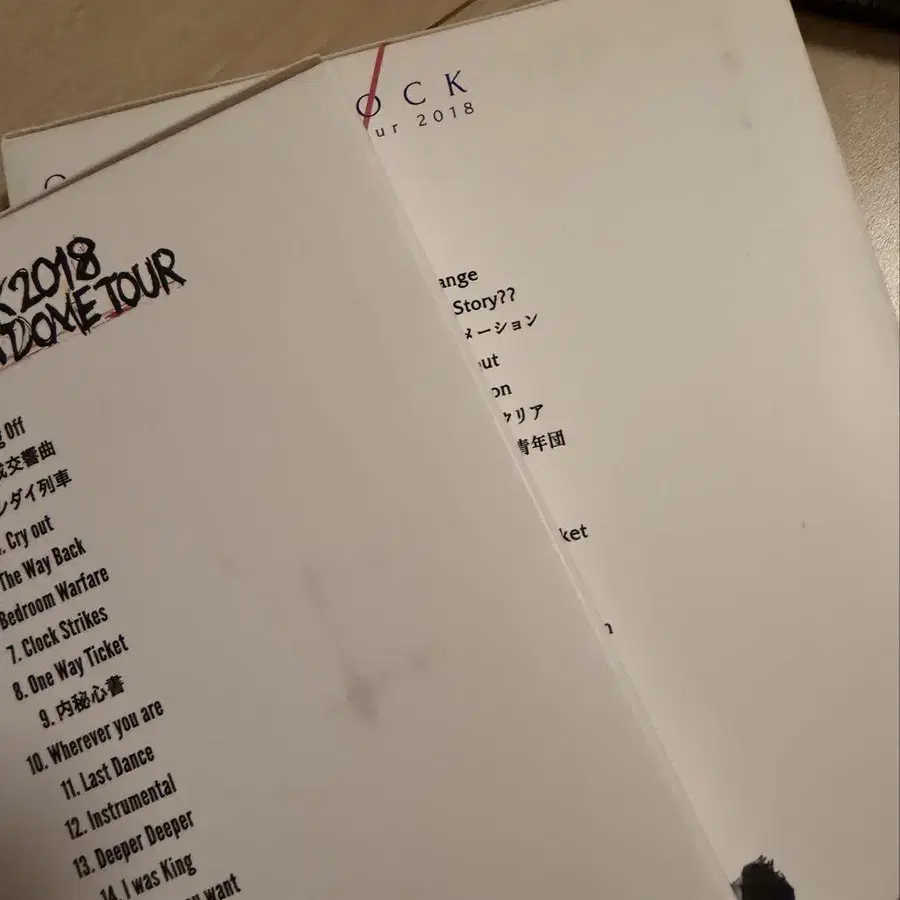 OCK
ur 2018
2018
DOME TOUR
ange
Story??
メーション
ut
on
クリア
青年団
ket
n
off
交響曲
ンダイ列車
Cry out
The Way Back
Bedroom Warfare
7. Clock Strikes
8. One Way Ticket
9. 内秘心書
10. Wherever you are
11. Last Dance
12. Instrumental
13. Deeper Deeper
14. I was King
want